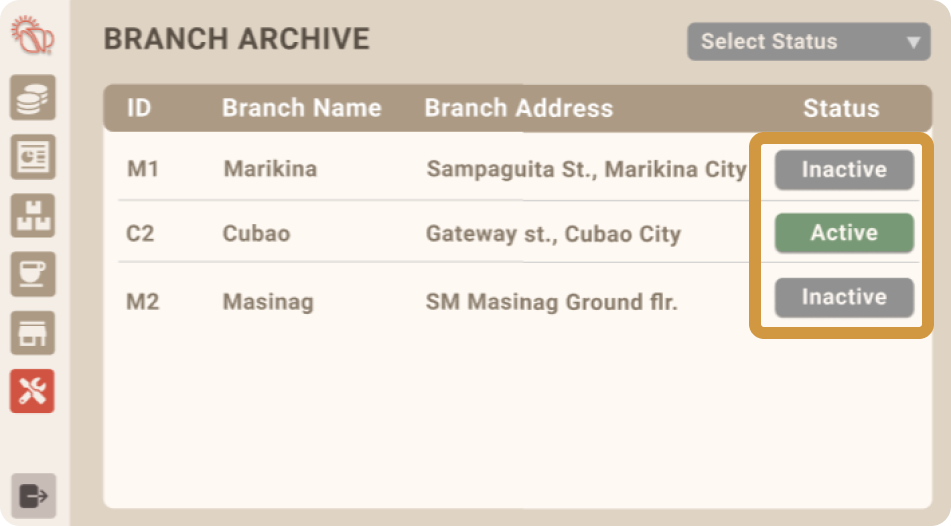 BRANCH ARCHIVE
Select Status
ID Branch Name Branch Address Status
M1 Marikina Sampaguita St., Marikina City Inactive
C2 Cubao Gateway st., Cubao City Active
M2 Masinag SM Masinag Ground flr. Inactive